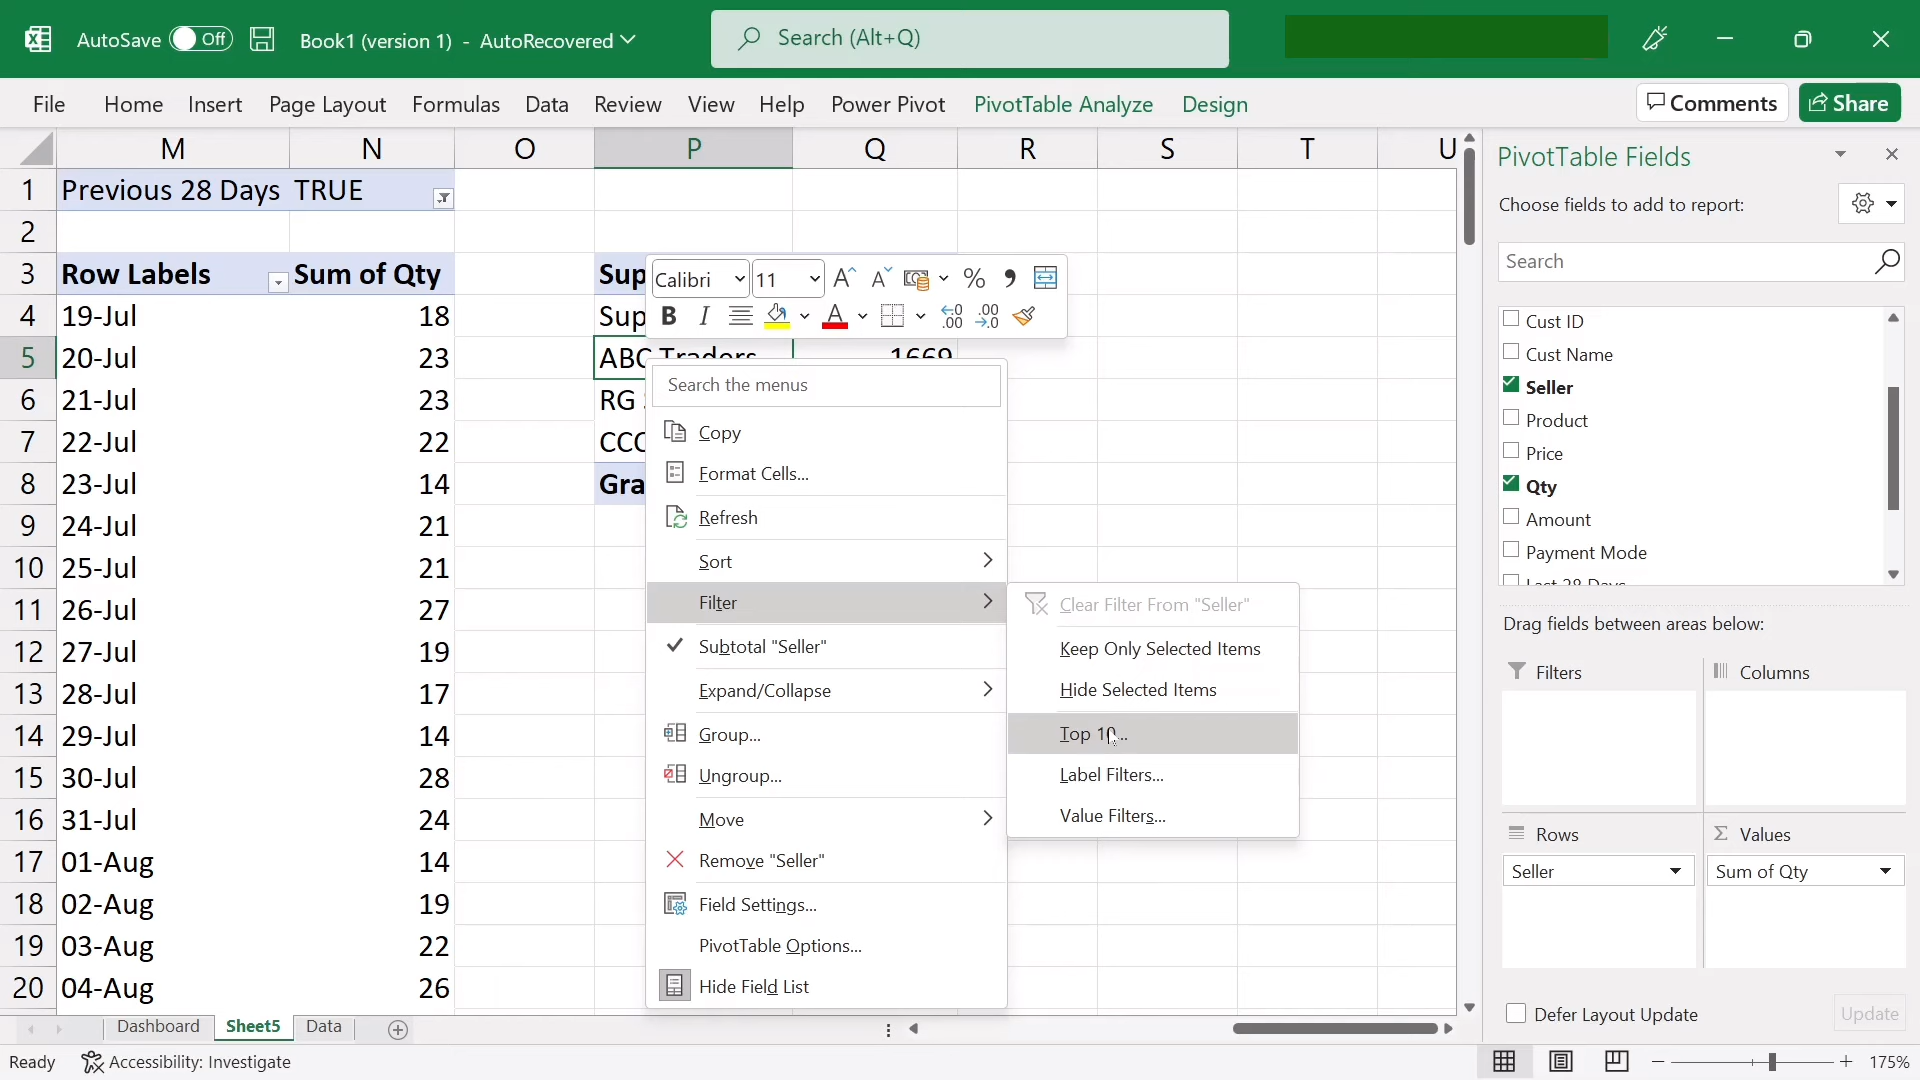 AutoSave Off Book1 (version 1) - AutoRecovered Search (Alt+Q)
File Home Insert Page Layout Formulas Data Review View Help Power Pivot PivotTable Analyze Design Comments Share
M N O P Q R S T U
1 Previous 28 Days TRUE
2
3 Row Labels Sum of Qty Sup
4 19-Jul 18 Sup
5 20-Jul 23 ABC Traders 1669
6 21-Jul 23 RG
7 22-Jul 22 CCC
8 23-Jul 14 Gra
9 24-Jul 21
10 25-Jul 21
11 26-Jul 27
12 27-Jul 19
13 28-Jul 17
14 29-Jul 14
15 30-Jul 28
16 31-Jul 24
17 01-Aug 14
18 02-Aug 19
19 03-Aug 22
20 04-Aug 26
Calibri 11 A A % ,
B I A .00 .00
Search the menus
Copy
Format Cells...
Refresh
Sort
Filter
Subtotal "Seller"
Expand/Collapse
Group...
Ungroup...
Move
Remove "Seller"
Field Settings...
PivotTable Options...
Hide Field List
Clear Filter From "Seller"
Keep Only Selected Items
Hide Selected Items
Top 10...
Label Filters...
Value Filters...
PivotTable Fields
Choose fields to add to report:
Search
Cust ID
Cust Name
Seller
Product
Price
Qty
Amount
Payment Mode
Last 28 Days
Drag fields between areas below:
Filters Columns
Rows Σ Values
Seller Sum of Qty
Defer Layout Update Update
Dashboard Sheet5 Data
Ready Accessibility: Investigate 175%